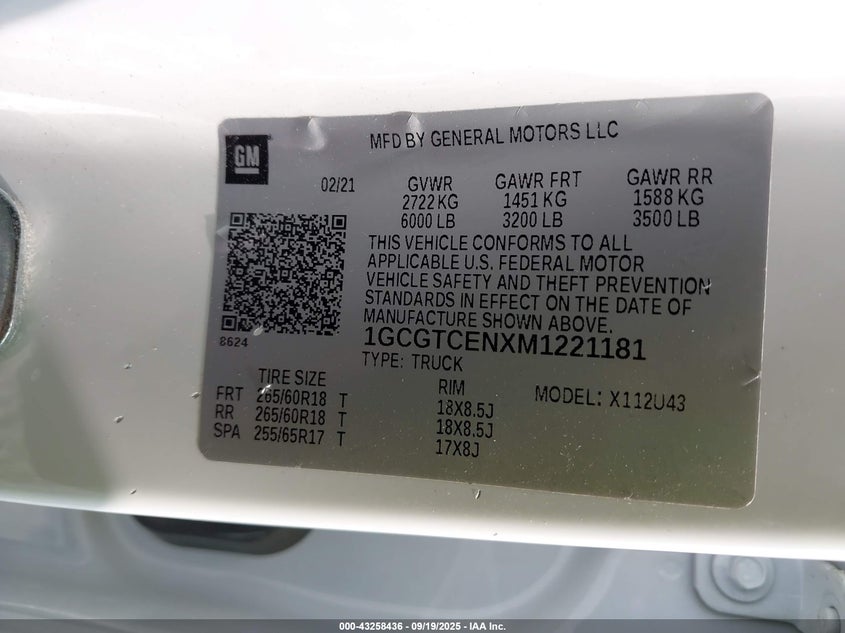 GM
MFD BY GENERAL MOTORS LLC
02/21
GVWR GAWR FRT GAWR RR
2722 KG 1451 KG 1588 KG
6000 LB 3200 LB 3500 LB
THIS VEHICLE CONFORMS TO ALL
APPLICABLE U.S. FEDERAL MOTOR
VEHICLE SAFETY AND THEFT PREVENTION
STANDARDS IN EFFECT ON THE DATE OF
MANUFACTURE SHOWN ABOVE.
8624
1GCGTCENXM1221181
TYPE: TRUCK
TIRE SIZE RIM MODEL: X112U43
FRT 265/60R18 T 18X8.5J
RR 265/60R18 T 18X8.5J
SPA 255/65R17 T 17X8J
000-43258436 - 09/19/2025 - IAA Inc.